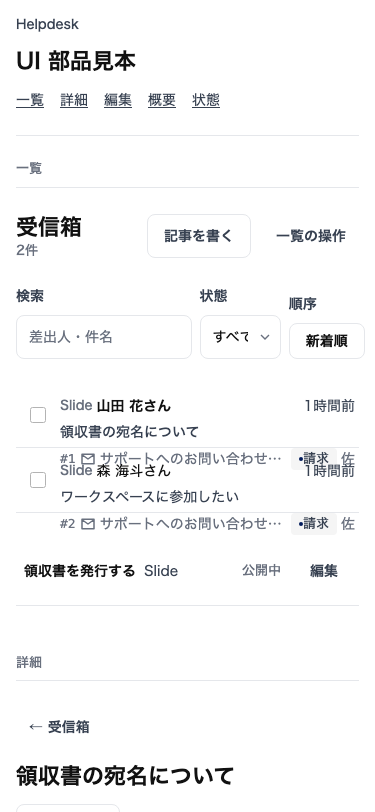 Helpdesk
UI 部品見本
一覧 詳細 編集 概要 状態
一覧
受信箱
2件
記事を書く
一覧の操作
検索
状態
順序
差出人・件名
すべて
新着順
Slide 山田 花さん 1時間前
領収書の宛名について
#1 サポートへのお問い合わせ… •請求 佐
Slide 森 海斗さん 1時間前
ワークスペースに参加したい
#2 サポートへのお問い合わせ… •請求 佐
領収書を発行する Slide 公開中 編集
詳細
← 受信箱
領収書の宛名について